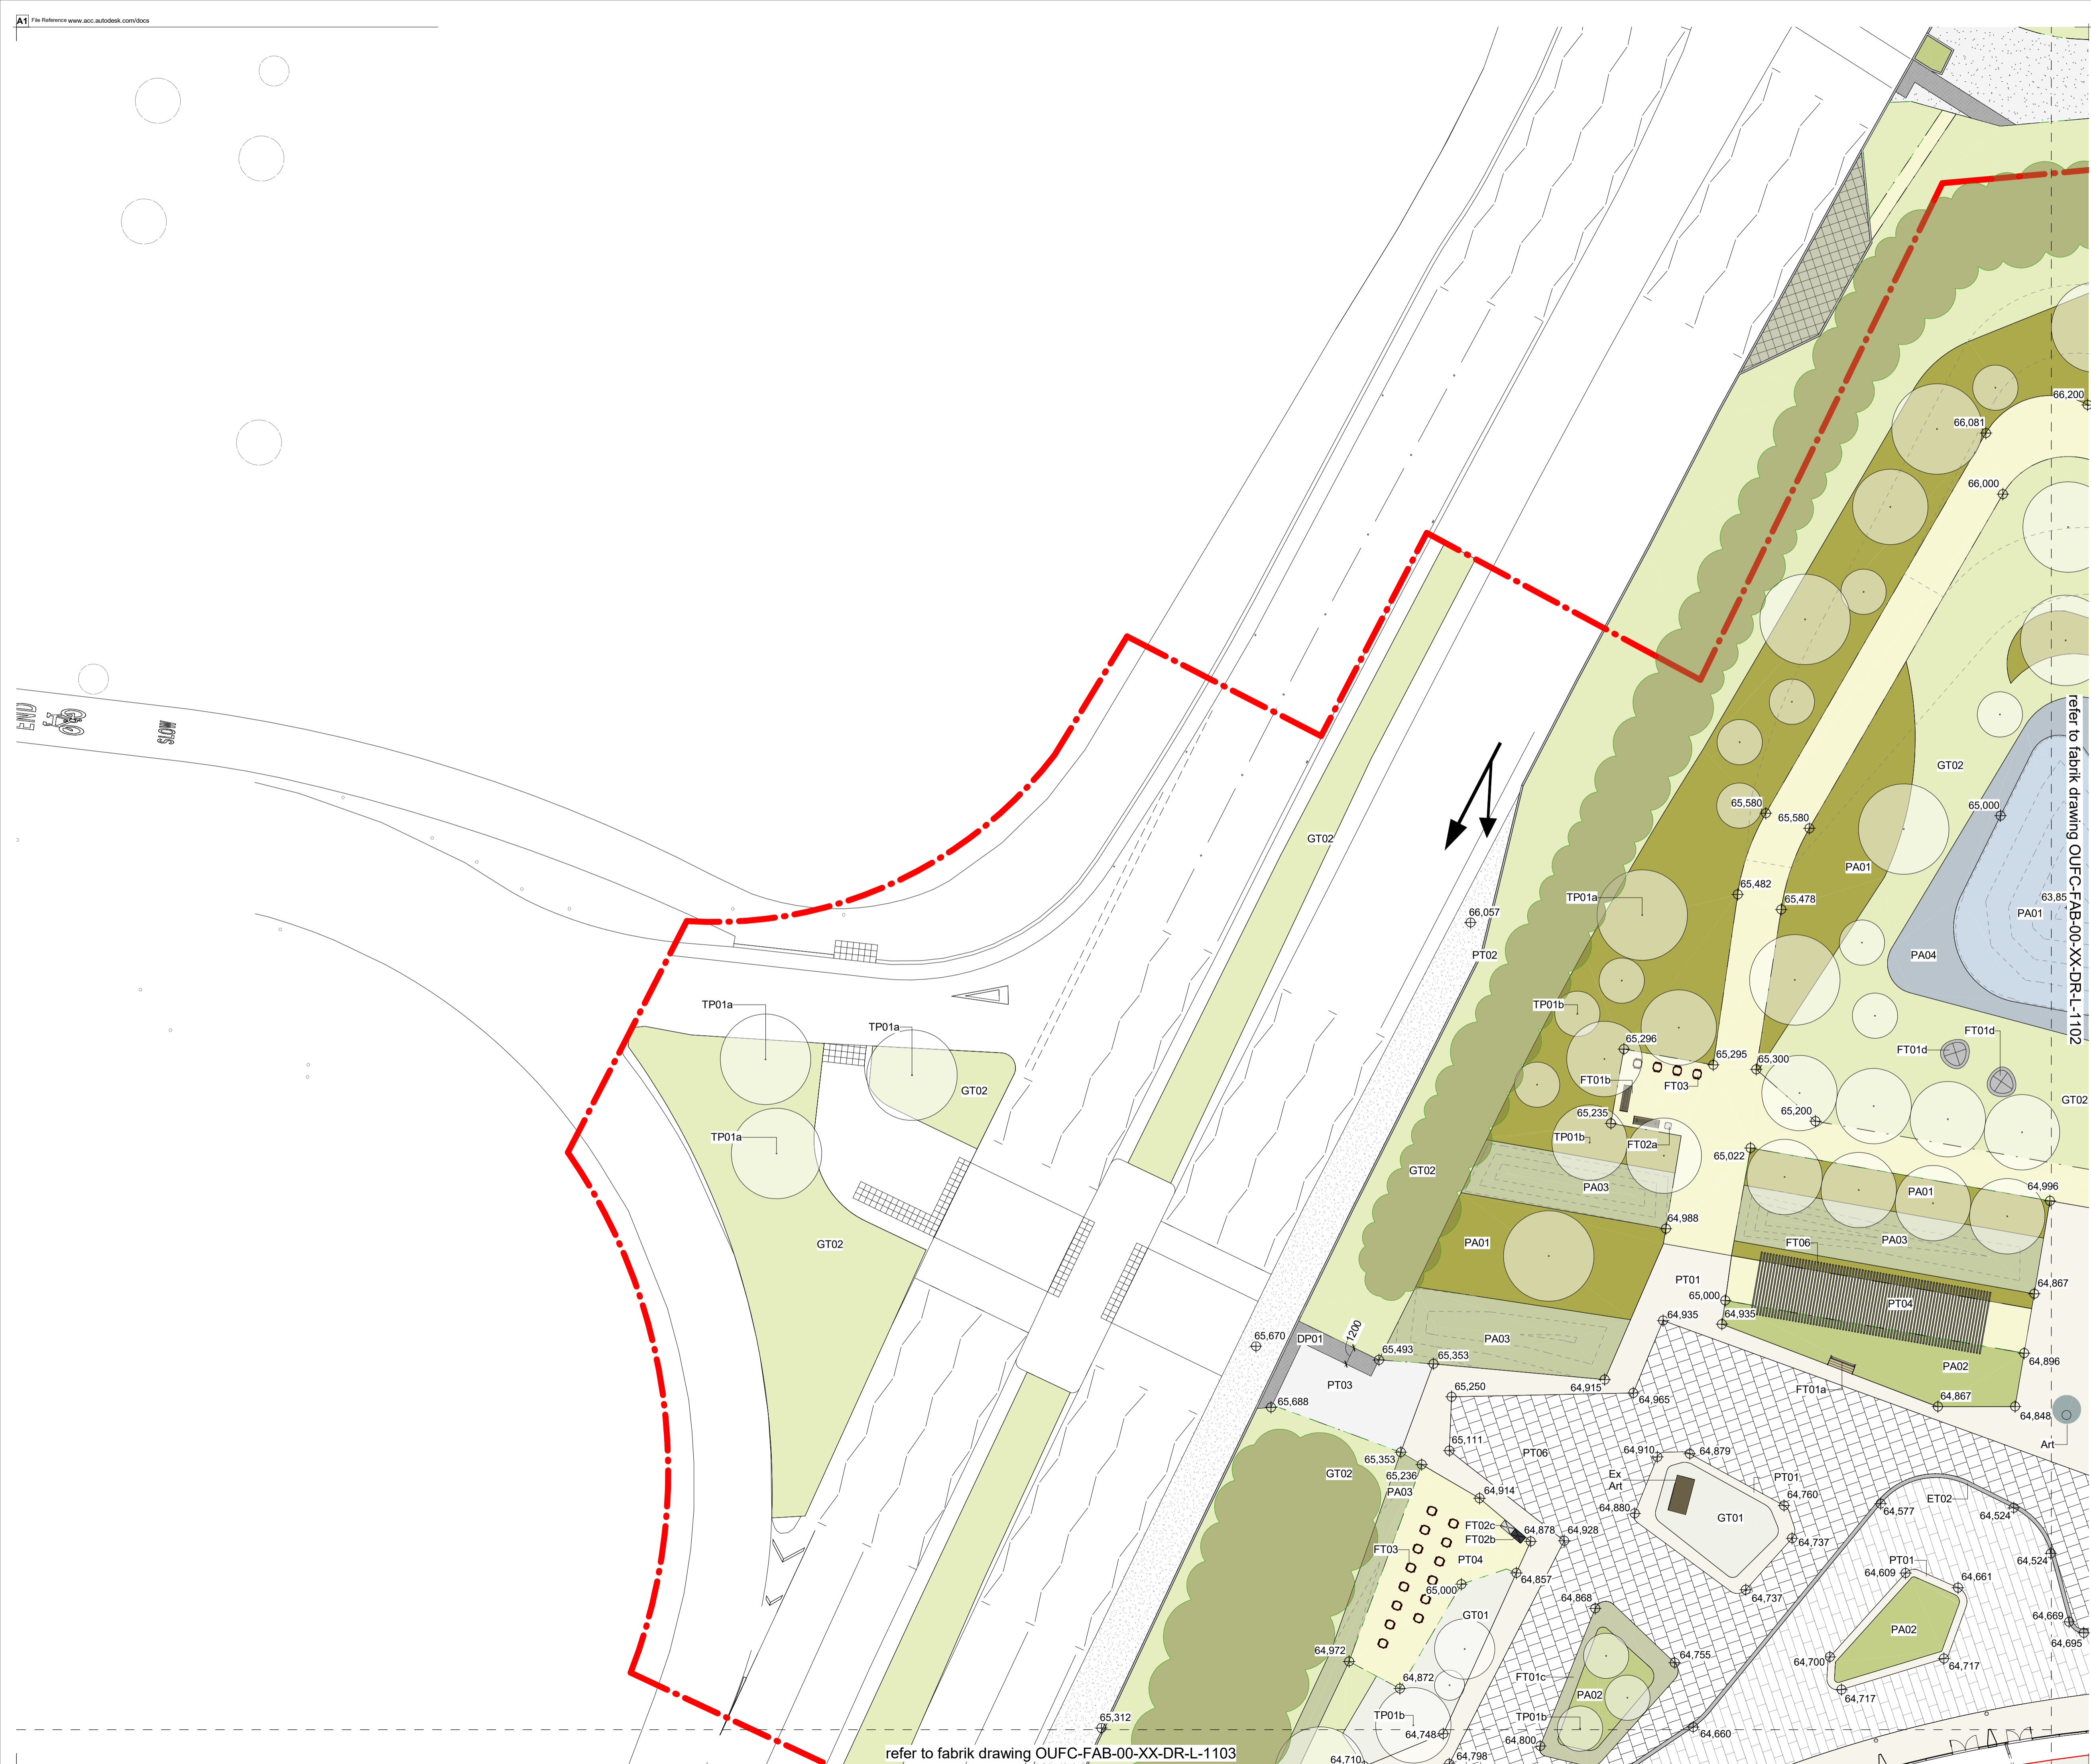 A1 File Reference www.acc.autodesk.com/docs
66,200
66,081
66,000
END
SLOW
GT02
65,000
GT02
65,580
65,580
PA01
TP01a
65,482
65,478
PA01
66,057
PT02
PA04
refer to fabrik drawing OUFC-FAB-00-XX-DR-L-1102
TP01a
TP01b
TP01a
FT01d
65,296
FT01d
65,295
65,300
FT01b
FT03
GT02
GT02
65,235
65,200
TP01a
TP01b
FT02a
65,022
GT02
PA03
PA01
64,996
64,988
GT02
PA01
FT06
PA03
PT01
64,867
65,000
PT04
64,935
64,935
65,670
DP01
1200
PA03
65,493
65,353
64,896
PA02
PT03
64,915
FT01a
65,250
64,965
64,867
65,688
64,848
65,111
PT06
64,910
64,879
Art
65,353
GT02
65,236
Ex
Art
PT01
PA03
64,914
64,760
ET02
64,880
64,577
64,524
GT01
FT02c
64,878
64,928
FT02b
64,737
FT03
PT04
64,524
PT01
64,857
64,609
64,661
65,000
64,737
64,868
GT01
64,669
PA02
64,695
64,972
64,755
64,700
64,717
FT01c
64,872
PA02
64,717
TP01b
TP01b
65,312
64,748
64,660
64,800
refer to fabrik drawing OUFC-FAB-00-XX-DR-L-1103
64,710
64,798